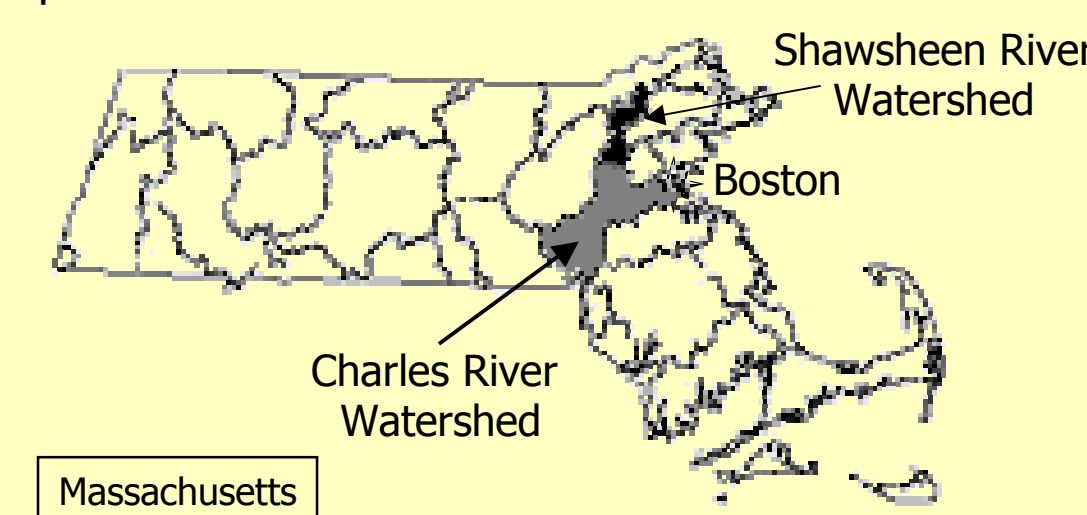 Shawsheen River
Watershed
Boston
Charles River
Watershed
Massachusetts